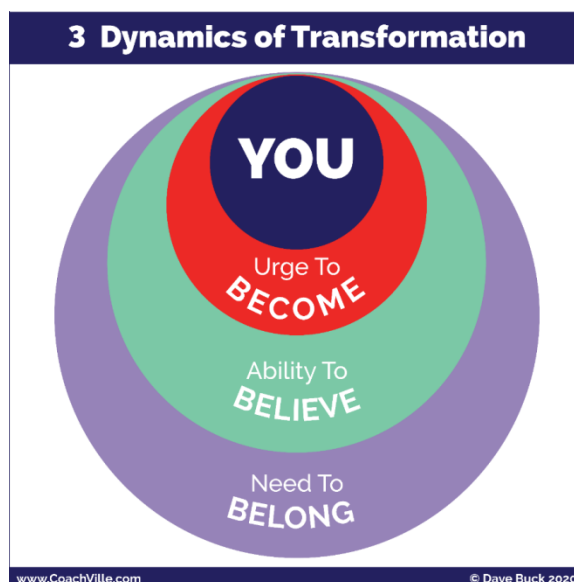 3 Dynamics of Transformation
YOU
Urge To
BECOME
Ability To
BELIEVE
Need To
BELONG
www.CoachVille.com © Dave Buck 2020